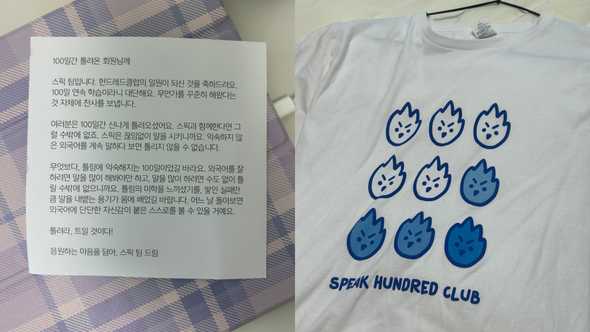 100일간 틀려온 회원님께
스픽 팀입니다. 헌드레드클럽의 일원이 되신 것을 축하드려요.
100일 연속 학습이라니 대단해요. 무언가를 꾸준히 해왔다는
것 자체에 찬사를 보냅니다.
여러분은 100일간 신나게 틀려오셨어요. 스픽과 함께한다면 그
럴 수밖에 없죠. 스픽은 끊임없이 말을 시키니까요. 익숙하지 않
은 외국어를 계속 말하다 보면 틀리지 않을 수 없습니다.
무엇보다, 틀림에 익숙해지는 100일이었길 바라요. 외국어를 잘
하려면 말을 많이 해봐야만 하고, 말을 많이 하려면 수도 없이 틀
릴 수밖에 없으니까요. 틀림의 미학을 느끼셨기를, 쌓인 실패만
큼 말을 내뱉는 용기가 몸에 배었길 바랍니다. 어느 날 돌아보면
외국어에 단단한 자신감이 붙은 스스로를 볼 수 있을 거예요.
틀려라, 트일 것이다!
응원하는 마음을 담아, 스픽 팀 드림
SPEAK HUNDRED CLUB